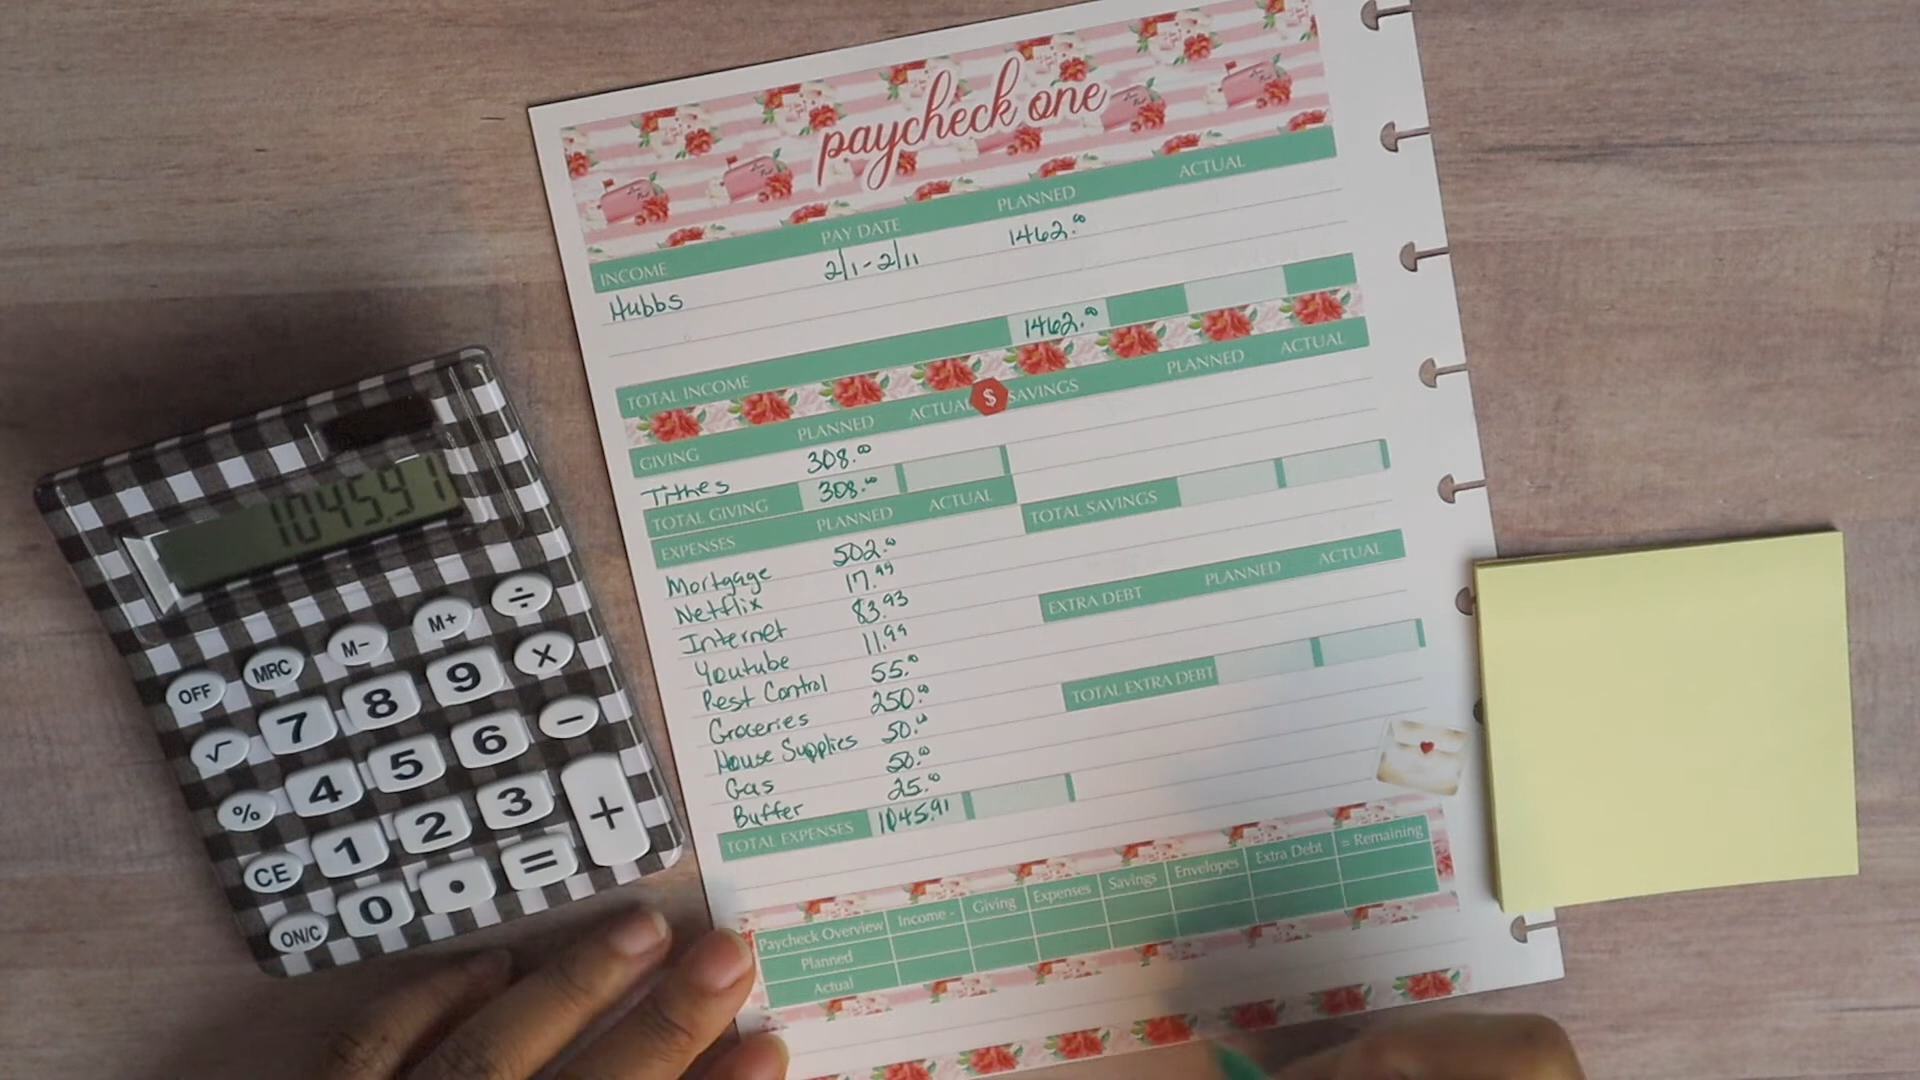 paycheck one
INCOME PAY DATE PLANNED ACTUAL
Hubbs 2/1-2/11 1462.00
TOTAL INCOME 1462.00
GIVING PLANNED ACTUAL $ SAVINGS PLANNED ACTUAL
Tithes 308.00
TOTAL GIVING 308.00
TOTAL SAVINGS
EXPENSES PLANNED ACTUAL
Mortgage 502.00
Netflix 17.99
Internet 83.93
Youtube 11.99
Pest Control 55.00
Groceries 250.00
House Supplies 50.00
Gas 50.00
Buffer 25.00
TOTAL EXPENSES 1045.91
EXTRA DEBT PLANNED ACTUAL
TOTAL EXTRA DEBT
Paycheck Overview Income - Giving Expenses Savings Envelopes Extra Debt = Remaining
Planned
Actual
1045.91
OFF MRC M- M+ ÷
√ 7 8 9 X
% 4 5 6 −
CE 1 2 3 +
ON/C 0 • =